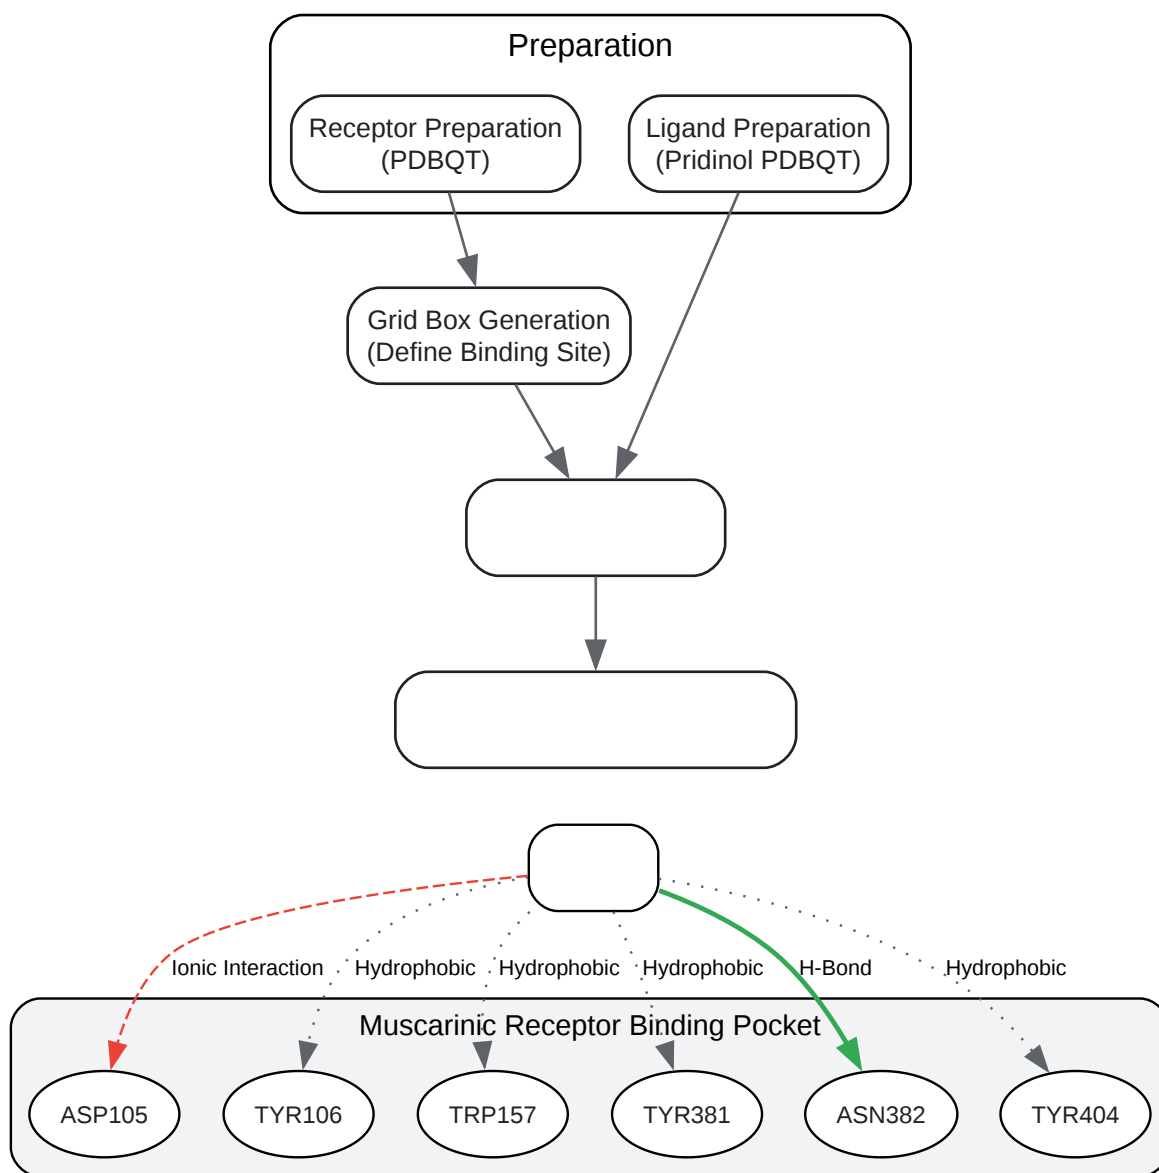 Preparation
Receptor Preparation
(PDBQT)
Ligand Preparation
(Pridinol PDBQT)
Grid Box Generation
(Define Binding Site)
Ionic Interaction
Hydrophobic
Hydrophobic
Hydrophobic
H-Bond
Hydrophobic
Muscarinic Receptor Binding Pocket
ASP105
TYR106
TRP157
TYR381
ASN382
TYR404